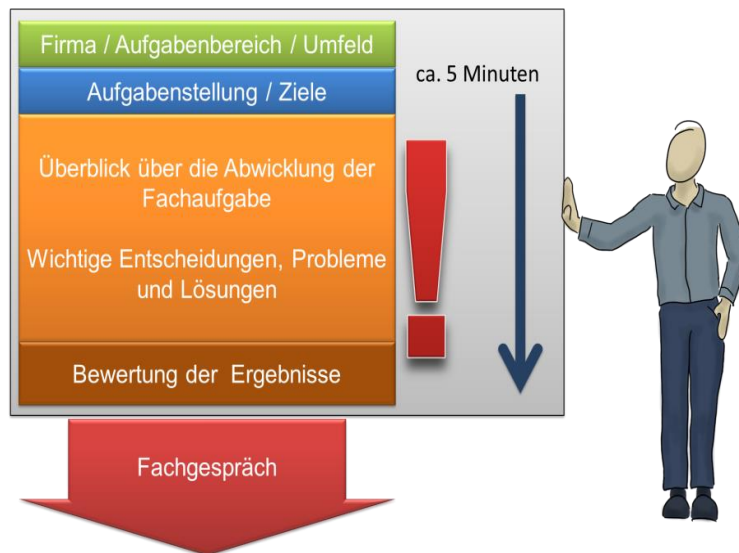 Firma / Aufgabenbereich / Umfeld
ca. 5 Minuten
Aufgabenstellung / Ziele
Überblick über die Abwicklung der
Fachaufgabe
Wichtige Entscheidungen, Probleme
und Lösungen
Bewertung der Ergebnisse
Fachgespräch